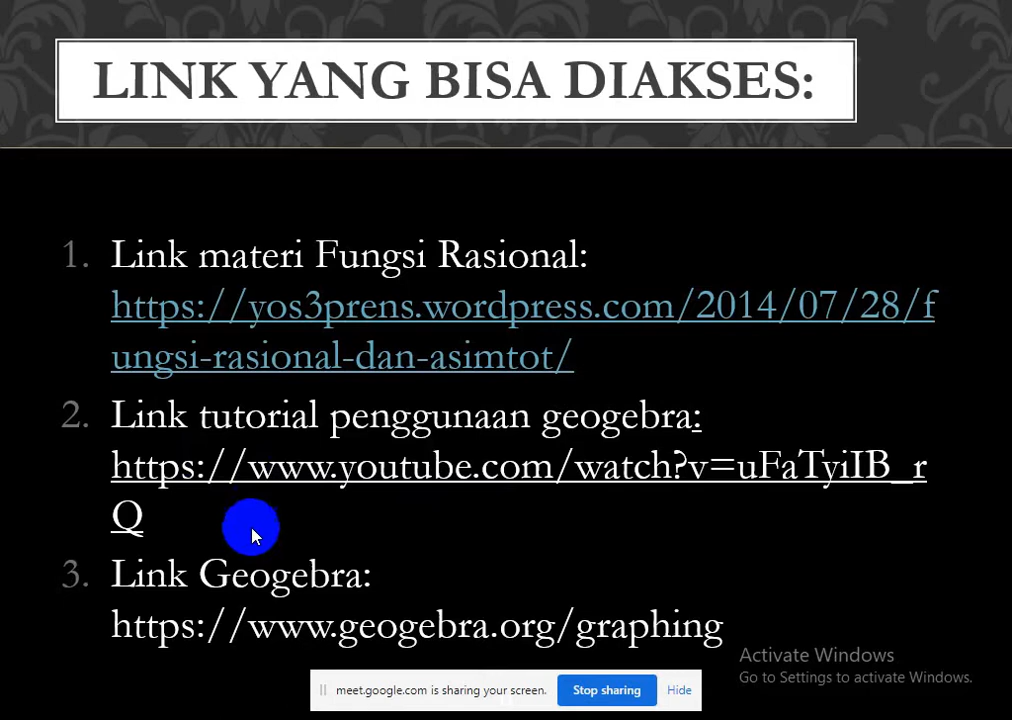 LINK YANG BISA DIAKSES:
1. Link materi Fungsi Rasional:
https://yos3prens.wordpress.com/2014/07/28/f
ungsi-rasional-dan-asimtot/
2. Link tutorial penggunaan geogebra:
https://www.youtube.com/watch?v=uFaTyiIB_r
Q
3. Link Geogebra:
https://www.geogebra.org/graphing
Activate Windows
Go to Settings to activate Windows.
meet.google.com is sharing your screen. Stop sharing Hide